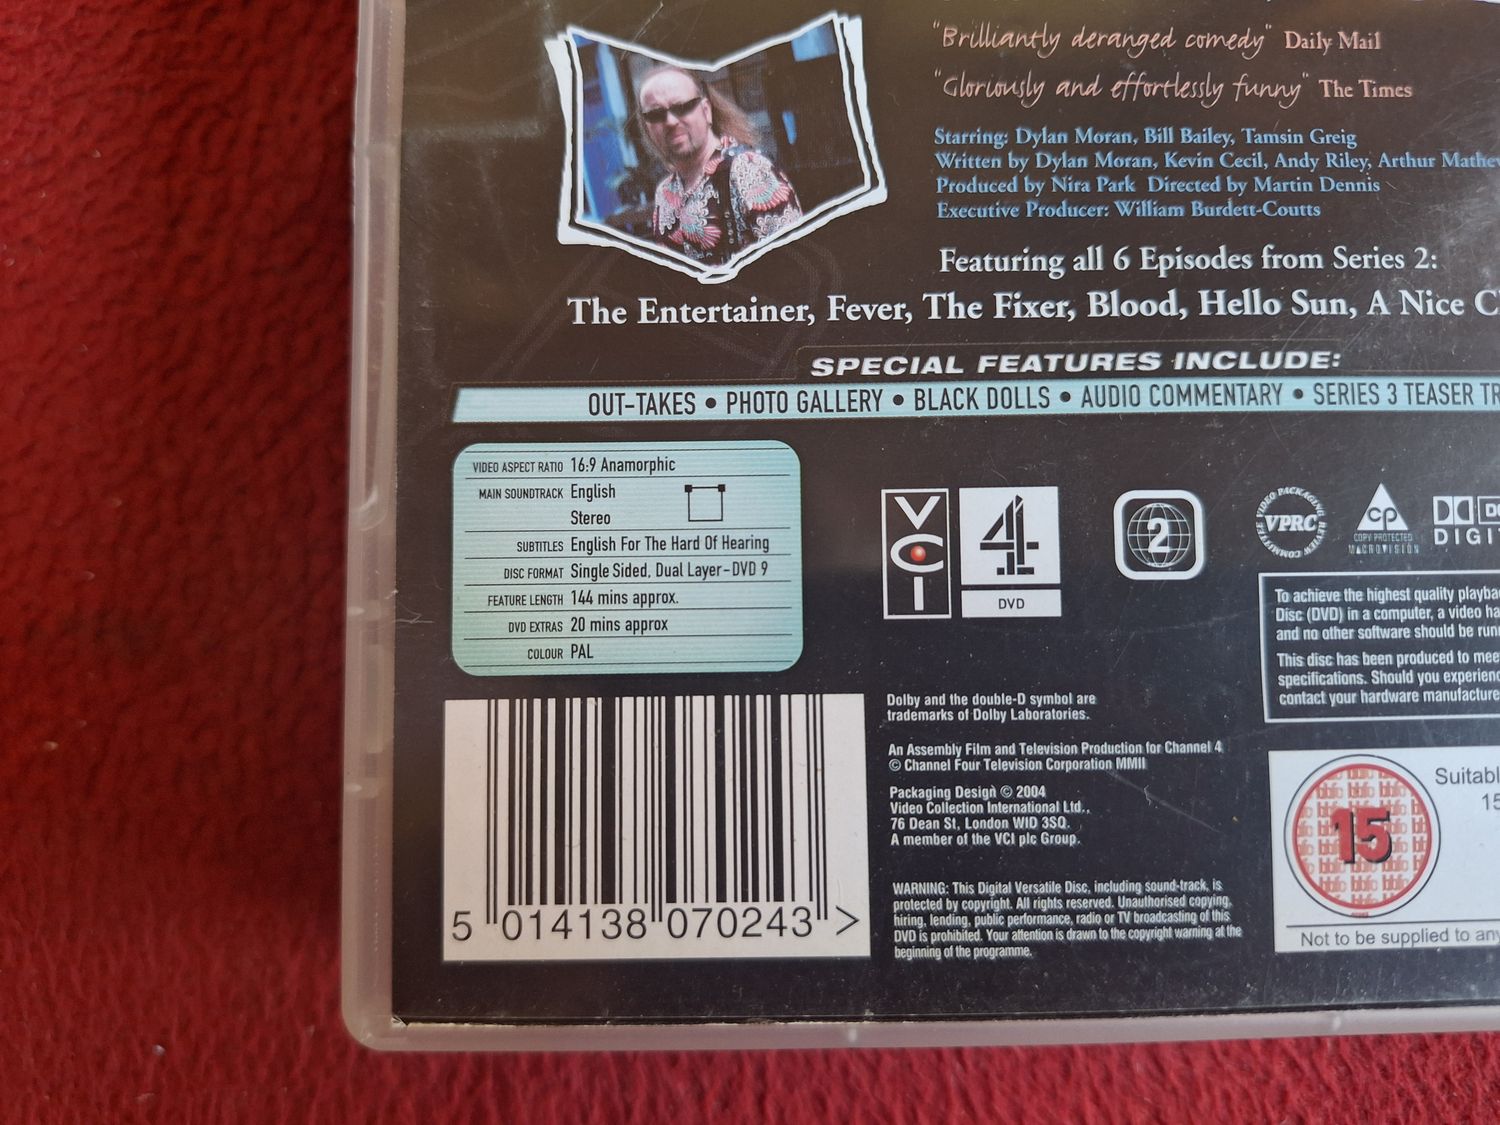 "Brilliantly deranged comedy" Daily Mail
"Gloriously and effortlessly funny" The Times
Starring: Dylan Moran, Bill Bailey, Tamsin Greig
Written by Dylan Moran, Kevin Cecil, Andy Riley, Arthur Mathew
Produced by Nira Park Directed by Martin Dennis
Executive Producer: William Burdett-Coutts
Featuring all 6 Episodes from Series 2:
The Entertainer, Fever, The Fixer, Blood, Hello Sun, A Nice C
SPECIAL FEATURES INCLUDE:
OUT-TAKES • PHOTO GALLERY • BLACK DOLLS • AUDIO COMMENTARY • SERIES 3 TEASER TR
VIDEO ASPECT RATIO 16:9 Anamorphic
MAIN SOUNDTRACK English
Stereo
SUBTITLES English For The Hard Of Hearing
DISC FORMAT Single Sided, Dual Layer-DVD 9
FEATURE LENGTH 144 mins approx.
DVD EXTRAS 20 mins approx
COLOUR PAL
VCI
4
DVD
2
VIDEO PACKAGING REVIEW COMMITTEE
VPRC
cp
COPY PROTECTED
MACROVISION
DIGI
To achieve the highest quality playba
Disc (DVD) in a computer, a video ha
and no other software should be runn
This disc has been produced to mee
specifications. Should you experienc
contact your hardware manufacture
Dolby and the double-D symbol are
trademarks of Dolby Laboratories.
An Assembly Film and Television Production for Channel 4
© Channel Four Television Corporation MMII
Packaging Design © 2004
Video Collection International Ltd.,
76 Dean St, London WID 3SQ.
A member of the VCI plc Group.
WARNING: This Digital Versatile Disc, including sound-track, is
protected by copyright. All rights reserved. Unauthorised copying,
hiring, lending, public performance, radio or TV broadcasting of this
DVD is prohibited. Your attention is drawn to the copyright warning at the
beginning of the programme.
5 014138 070243 >
bbfc
15
Suitabl
15
Not to be supplied to any